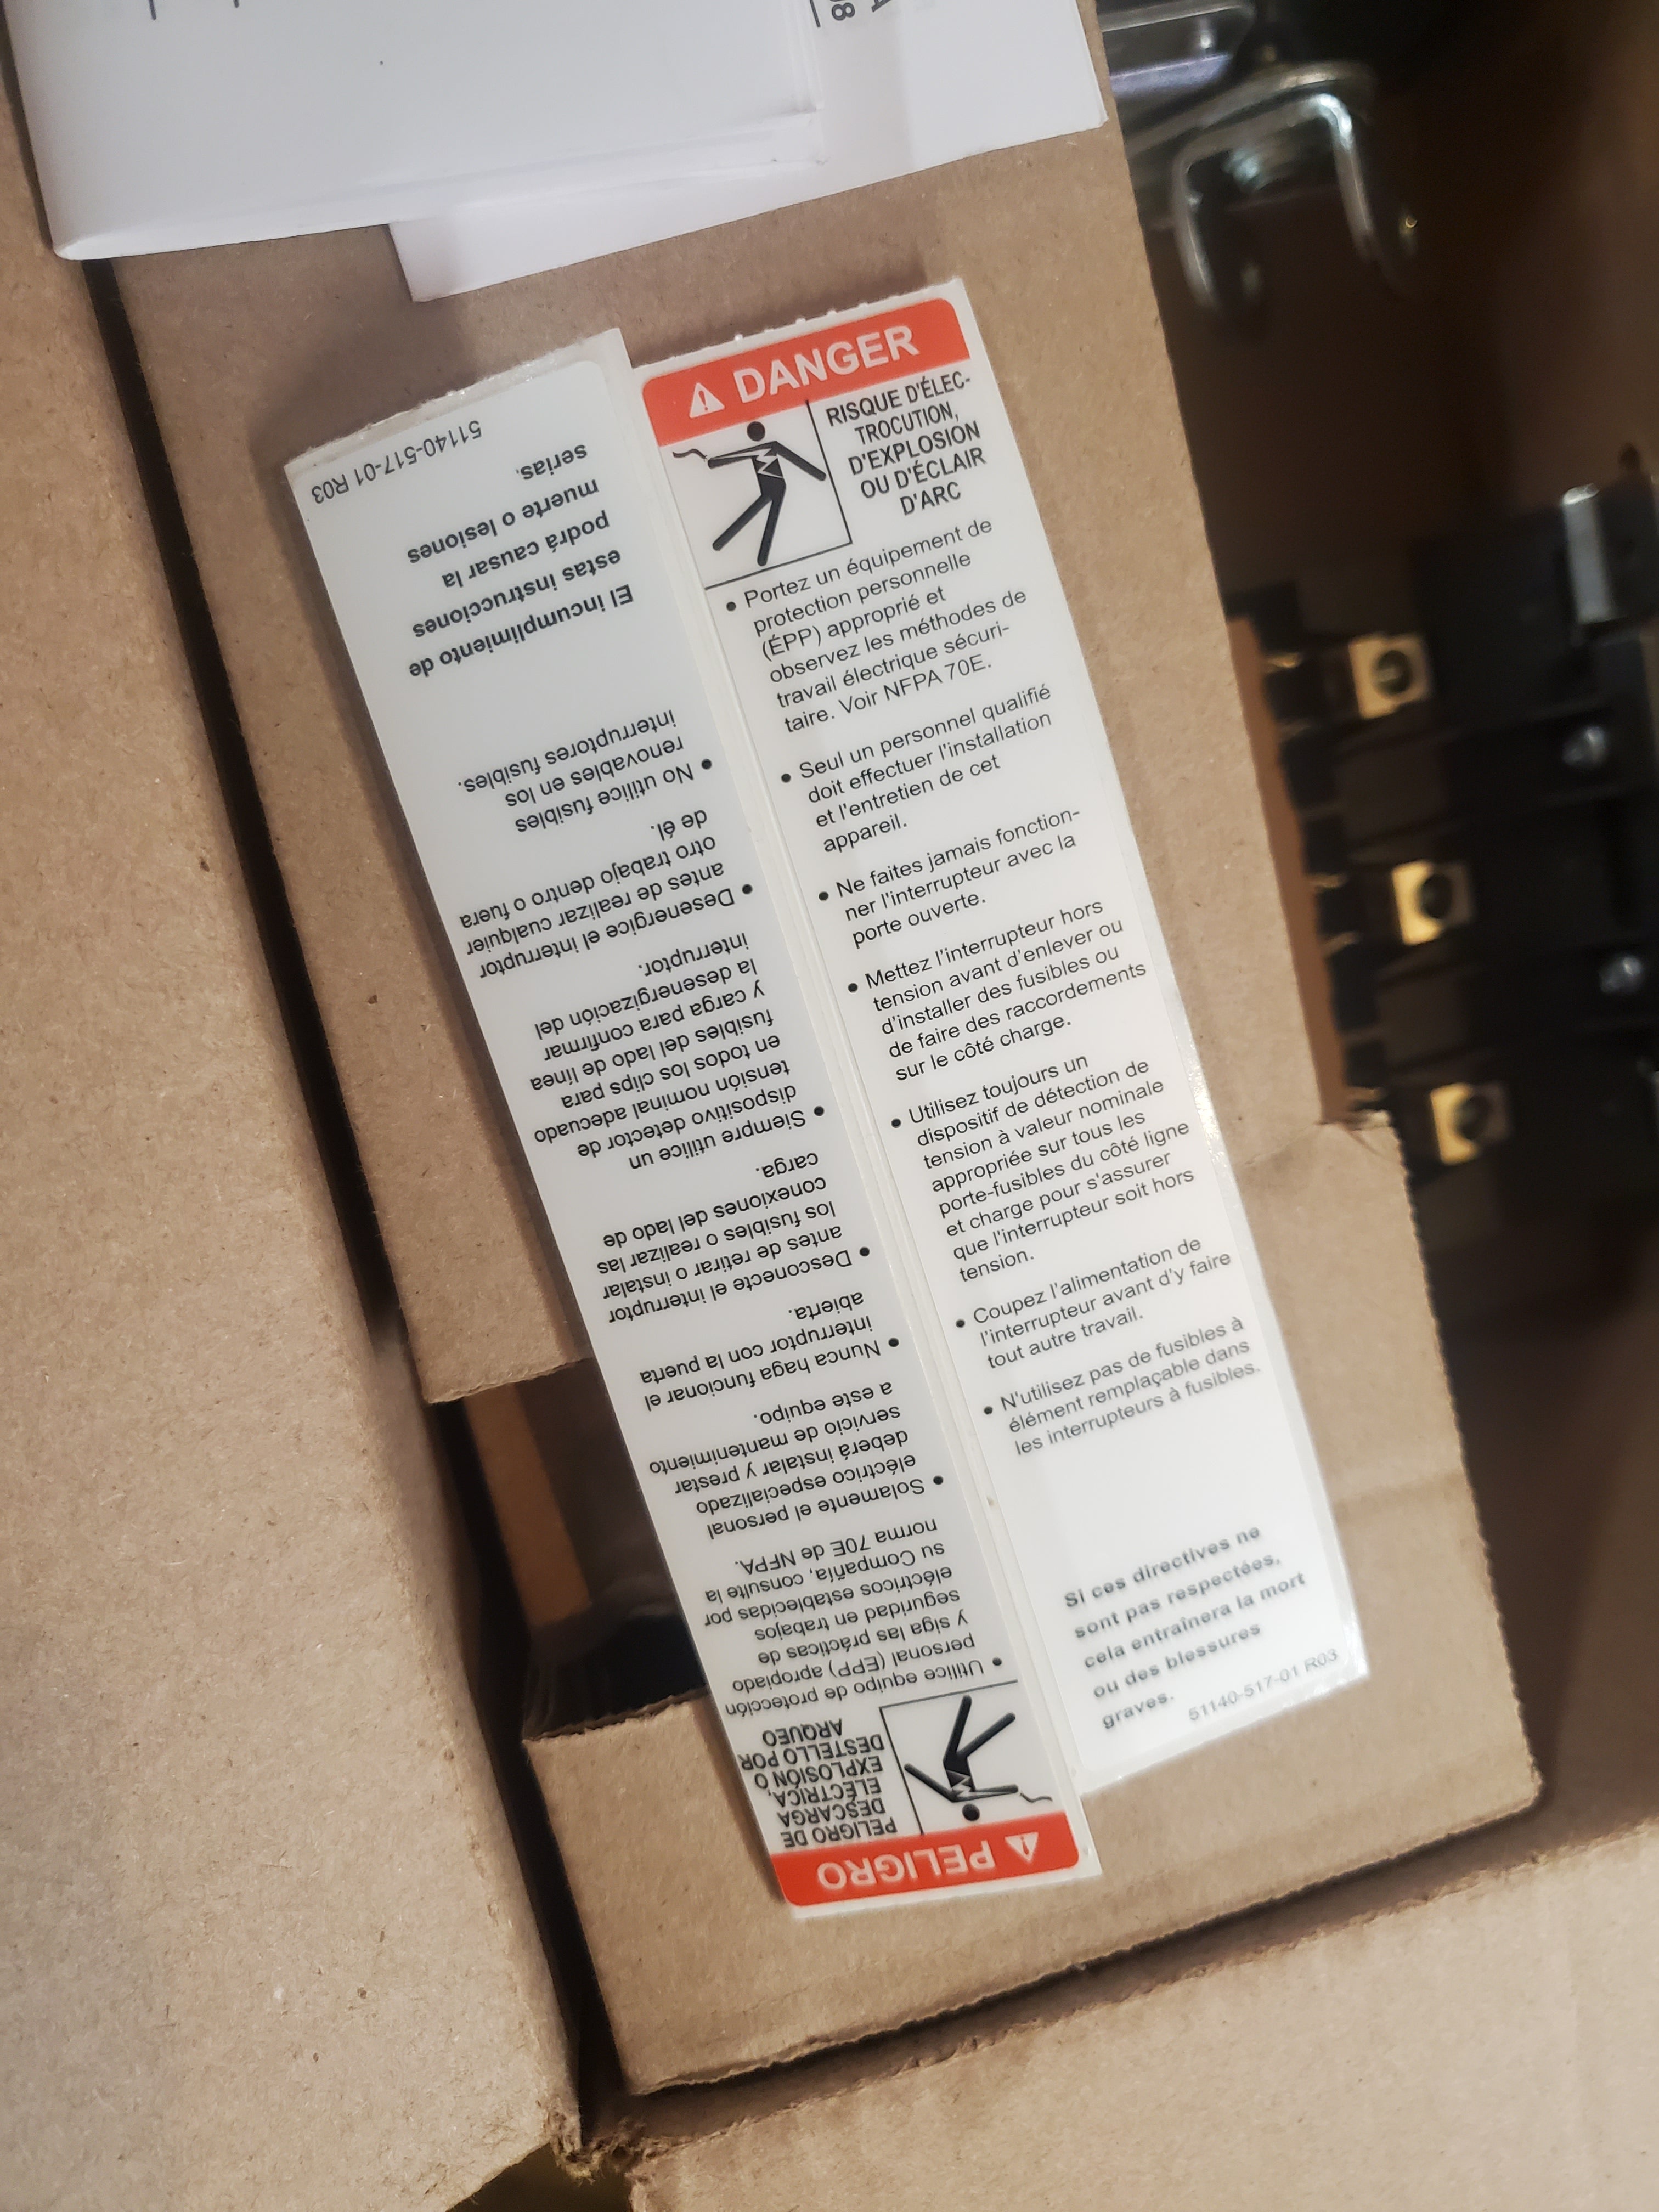 DANGER
RISQUE D'ÉLEC-
TROCUTION,
D'EXPLOSION
OU D'ÉCLAIR
D'ARC
• Portez un équipement de
protection personnelle
(ÉPP) approprié et
observez les méthodes de
travail électrique sécuri-
taire. Voir NFPA 70E.
• Seul un personnel qualifié
doit effectuer l'installation
et l'entretien de cet
appareil.
• Ne faites jamais fonction-
ner l'interrupteur avec la
porte ouverte.
• Mettez l'interrupteur hors
tension avant d'enlever ou
d'installer des fusibles ou
de faire des raccordements
sur le côté charge.
• Utilisez toujours un
dispositif de détection de
tension à valeur nominale
appropriée sur tous les
porte-fusibles du côté ligne
et charge pour s'assurer
que l'interrupteur soit hors
tension.
• Coupez l'alimentation de
l'interrupteur avant d'y faire
tout autre travail.
• N'utilisez pas de fusibles à
élément remplaçable dans
les interrupteurs à fusibles.
Si ces directives ne
sont pas respectées,
cela entraînera la mort
ou des blessures
graves.
51140-517-01 R03
PELIGRO
PELIGRO DE
DESCARGA
ELÉCTRICA,
EXPLOSIÓN O
DESTELLO POR
ARQUEO
• Utilice equipo de protección
personal (EPP) apropiado
y siga las prácticas de
seguridad en trabajos
eléctricos establecidas por
su Compañía, consulte la
norma 70E de NFPA.
• Solamente el personal
eléctrico especializado
deberá instalar y prestar
servicio de mantenimiento
a este equipo.
• Nunca haga funcionar el
interruptor con la puerta
abierta.
• Desconecte el interruptor
antes de retirar o instalar
los fusibles o realizar las
conexiones del lado de
carga.
• Siempre utilice un
dispositivo detector de
tensión nominal adecuado
en todos los clips para
fusibles del lado de línea
y carga para confirmar
la desenergización del
interruptor.
• Desenergice el interruptor
antes de realizar cualquier
otro trabajo dentro o fuera
de él.
• No utilice fusibles
renovables en los
interruptores fusibles.
El incumplimiento de
estas instrucciones
podrá causar la
muerte o lesiones
serias.
51140-517-01 R03